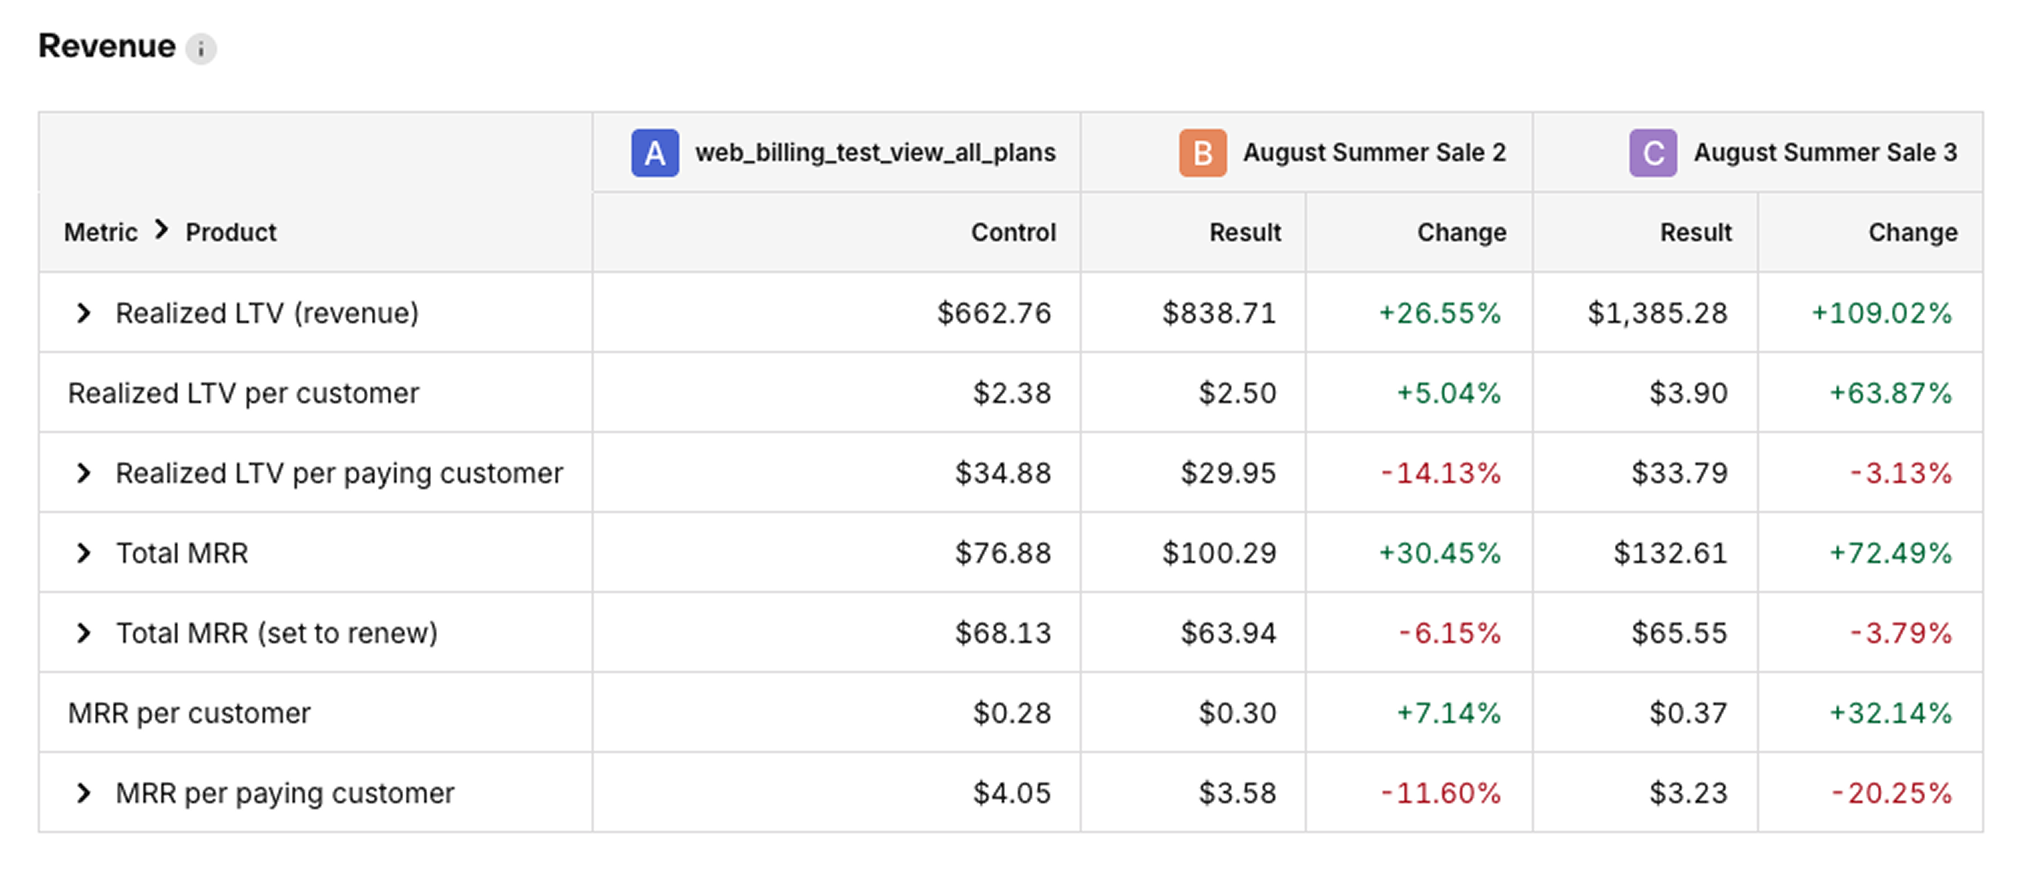 Revenue i
A web_billing_test_view_all_plans B August Summer Sale 2 C August Summer Sale 3
Metric > Product Control Result Change Result Change
> Realized LTV (revenue) $662.76 $838.71 +26.55% $1,385.28 +109.02%
Realized LTV per customer $2.38 $2.50 +5.04% $3.90 +63.87%
> Realized LTV per paying customer $34.88 $29.95 -14.13% $33.79 -3.13%
> Total MRR $76.88 $100.29 +30.45% $132.61 +72.49%
> Total MRR (set to renew) $68.13 $63.94 -6.15% $65.55 -3.79%
MRR per customer $0.28 $0.30 +7.14% $0.37 +32.14%
> MRR per paying customer $4.05 $3.58 -11.60% $3.23 -20.25%